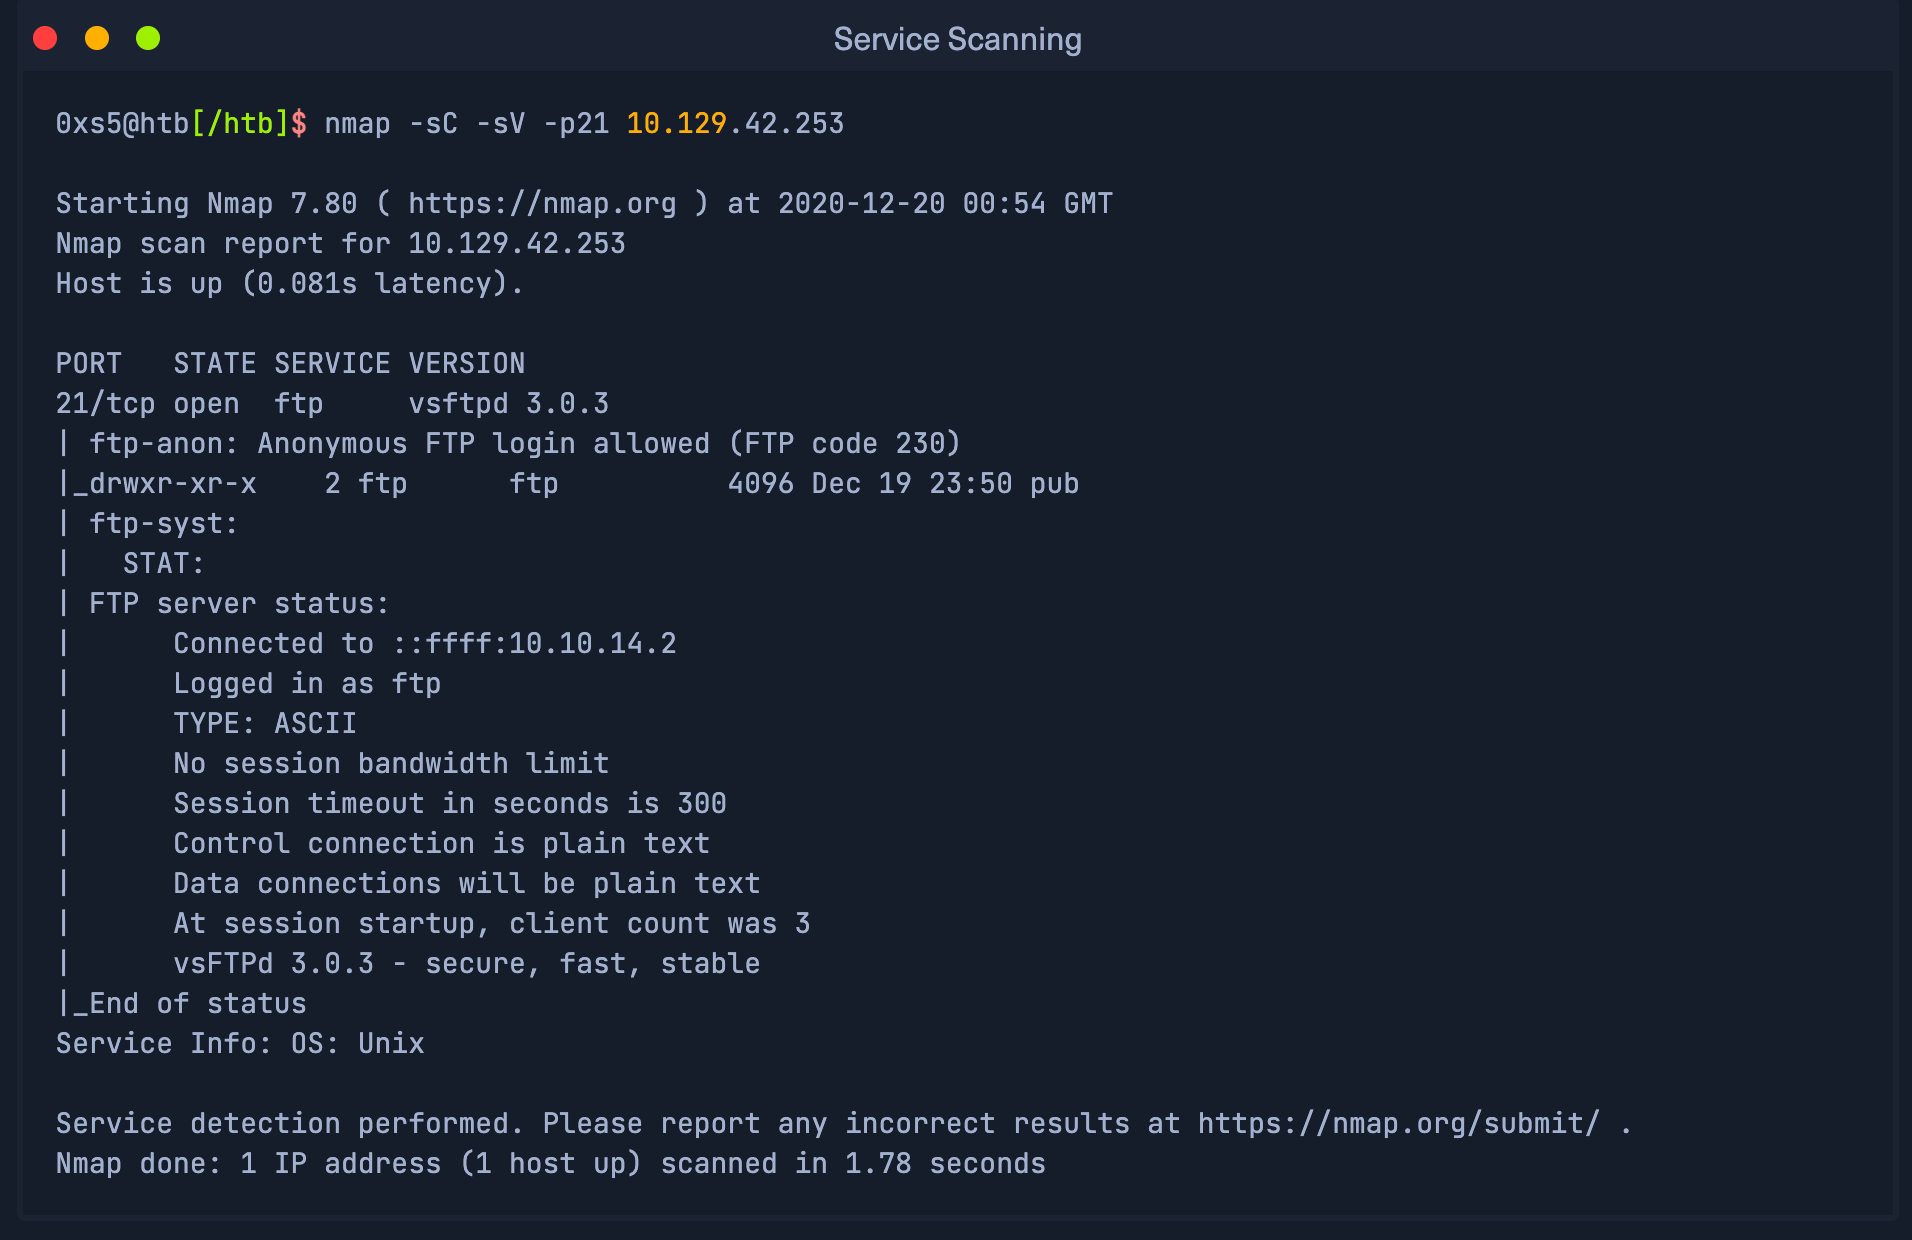 Service Scanning
0xs5@htb[/htb]$ nmap -sC -sV -p21 10.129.42.253
Starting Nmap 7.80 ( https://nmap.org ) at 2020-12-20 00:54 GMT
Nmap scan report for 10.129.42.253
Host is up (0.081s latency).
PORT   STATE SERVICE VERSION
21/tcp open  ftp     vsftpd 3.0.3
| ftp-anon: Anonymous FTP login allowed (FTP code 230)
|_drwxr-xr-x    2 ftp      ftp          4096 Dec 19 23:50 pub
| ftp-syst:
|   STAT:
| FTP server status:
|      Connected to ::ffff:10.10.14.2
|      Logged in as ftp
|      TYPE: ASCII
|      No session bandwidth limit
|      Session timeout in seconds is 300
|      Control connection is plain text
|      Data connections will be plain text
|      At session startup, client count was 3
|      vsFTPd 3.0.3 - secure, fast, stable
|_End of status
Service Info: OS: Unix
Service detection performed. Please report any incorrect results at https://nmap.org/submit/ .
Nmap done: 1 IP address (1 host up) scanned in 1.78 seconds